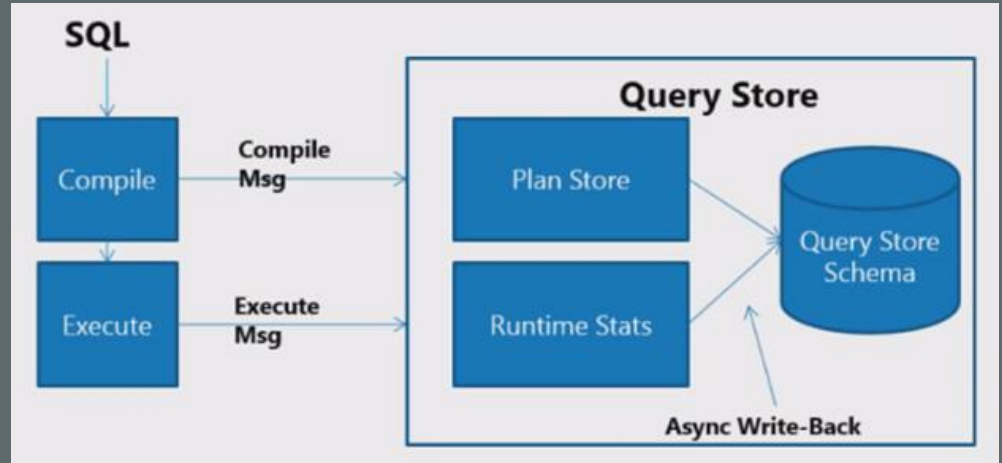 SQL
Query Store
Compile
Compile
Msg
Plan Store
Query Store
Schema
Execute
Execute
Msg
Runtime Stats
Async Write-Back